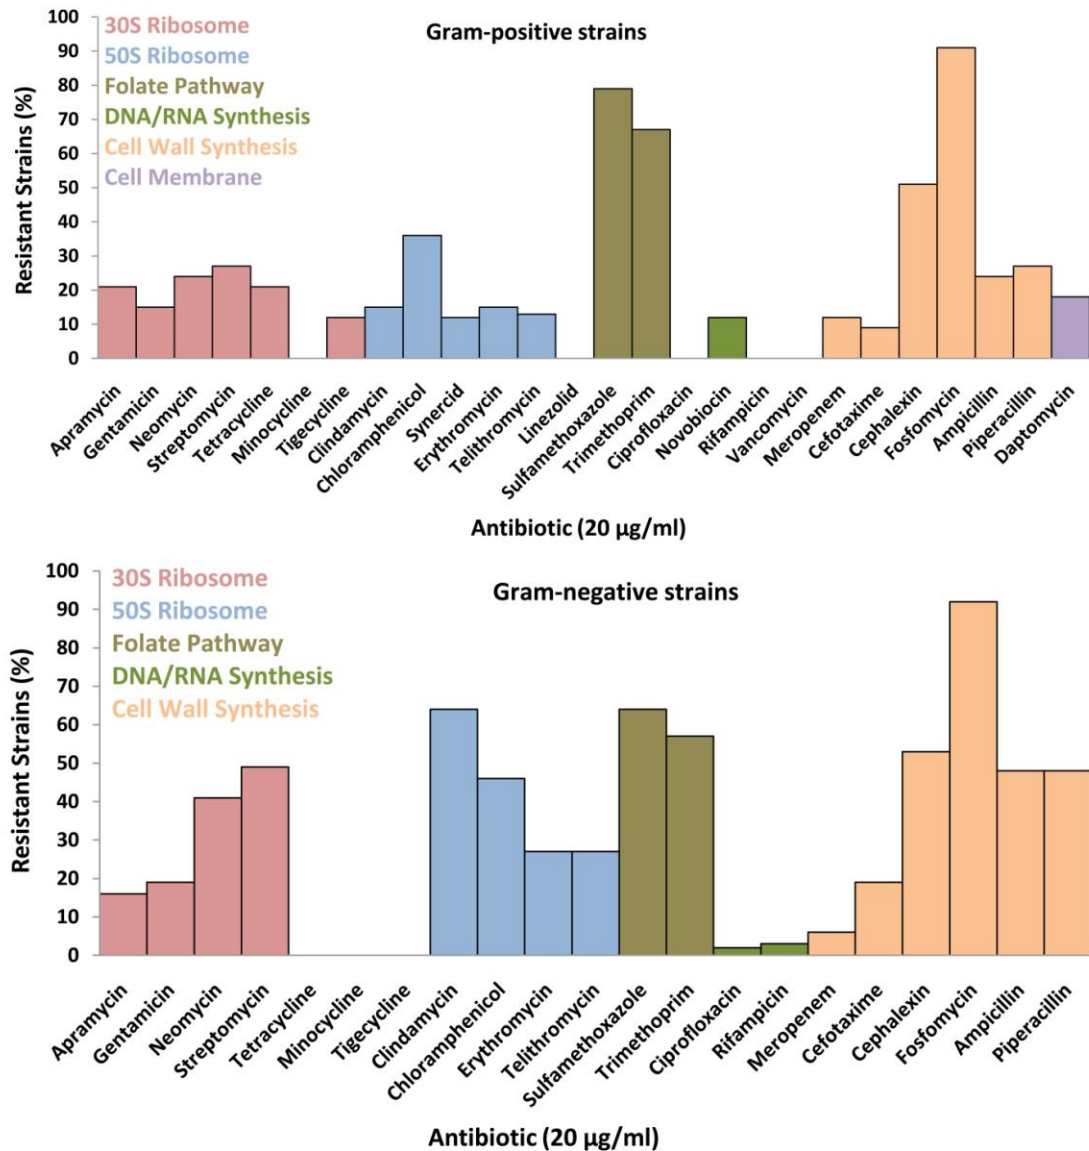 100
90
80
70
60
50
40
30
20
10
0
Resistant Strains (%)
Gram-positive strains
30S Ribosome
50S Ribosome
Folate Pathway
DNA/RNA Synthesis
Cell Wall Synthesis
Cell Membrane
Apramycin
Gentamicin
Neomycin
Streptomycin
Tetracycline
Minocycline
Tigecycline
Clindamycin
Chloramphenicol
Synercid
Erythromycin
Telithromycin
Linezolid
Sulfamethoxazole
Trimethoprim
Ciprofloxacin
Novobiocin
Rifampicin
Vancomycin
Meropenem
Cefotaxime
Cephalexin
Fosfomycin
Ampicillin
Piperacillin
Daptomycin
Antibiotic (20 µg/ml)
100
90
80
70
60
50
40
30
20
10
0
Resistant Strains (%)
Gram-negative strains
30S Ribosome
50S Ribosome
Folate Pathway
DNA/RNA Synthesis
Cell Wall Synthesis
Apramycin
Gentamicin
Neomycin
Streptomycin
Tetracycline
Minocycline
Tigecycline
Clindamycin
Chloramphenicol
Erythromycin
Telithromycin
Sulfamethoxazole
Trimethoprim
Ciprofloxacin
Rifampicin
Meropenem
Cefotaxime
Cephalexin
Fosfomycin
Ampicillin
Piperacillin
Antibiotic (20 µg/ml)